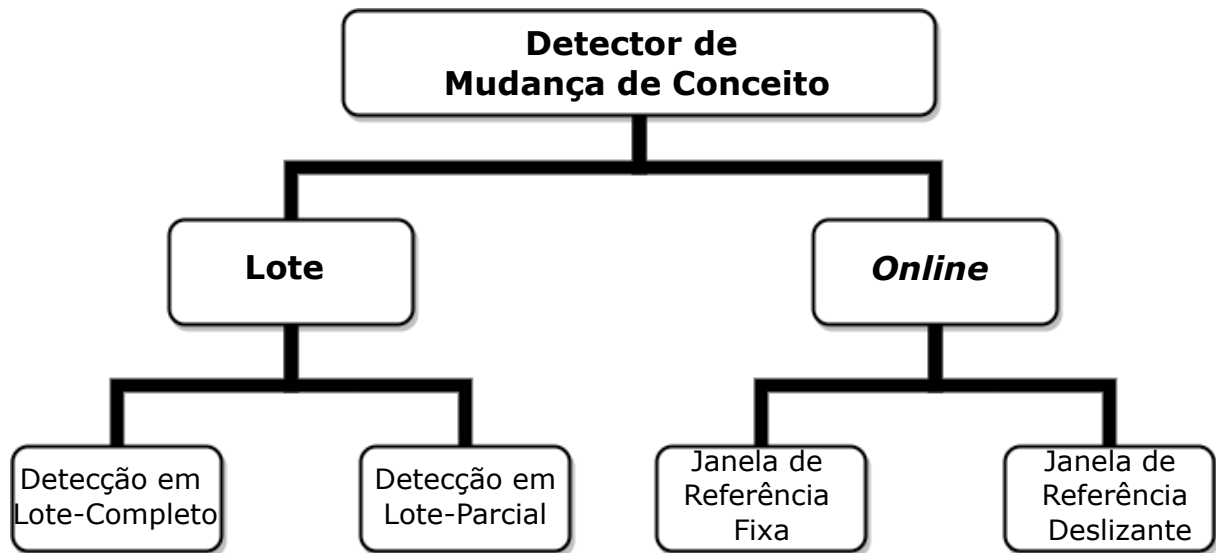 Detector de
Mudança de Conceito
Lote
Online
Detecção em
Lote-Completo
Detecção em
Lote-Parcial
Janela de
Referência
Fixa
Janela de
Referência
Deslizante